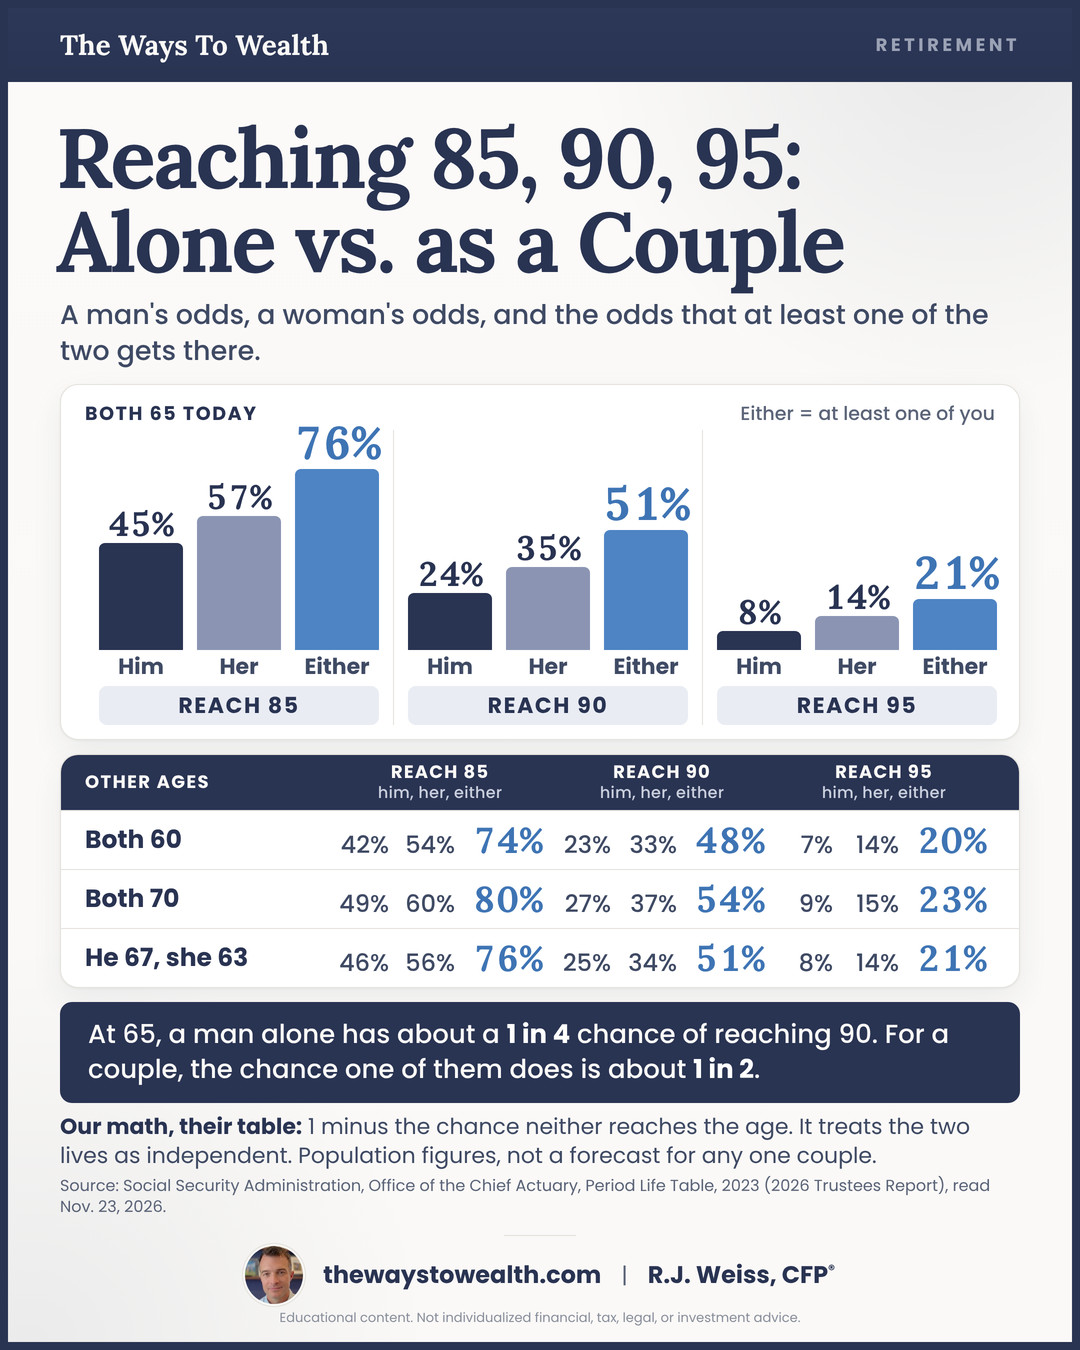 The Ways To Wealth
RETIREMENT
Reaching 85, 90, 95:
Alone vs. as a Couple
A man's odds, a woman's odds, and the odds that at least one of the
two gets there.
BOTH 65 TODAY
Either = at least one of you
45% 57% 76%
Him Her Either
REACH 85
24% 35% 51%
Him Her Either
REACH 90
8% 14% 21%
Him Her Either
REACH 95
OTHER AGES REACH 85 REACH 90 REACH 95
him, her, either him, her, either him, her, either
Both 60 42% 54% 74% 23% 33% 48% 7% 14% 20%
Both 70 49% 60% 80% 27% 37% 54% 9% 15% 23%
He 67, she 63 46% 56% 76% 25% 34% 51% 8% 14% 21%
At 65, a man alone has about a 1 in 4 chance of reaching 90. For a
couple, the chance one of them does is about 1 in 2.
Our math, their table: 1 minus the chance neither reaches the age. It treats the two
lives as independent. Population figures, not a forecast for any one couple.
Source: Social Security Administration, Office of the Chief Actuary, Period Life Table, 2023 (2026 Trustees Report), read
Nov. 23, 2026.
thewaystowealth.com | R.J. Weiss, CFP®
Educational content. Not individualized financial, tax, legal, or investment advice.